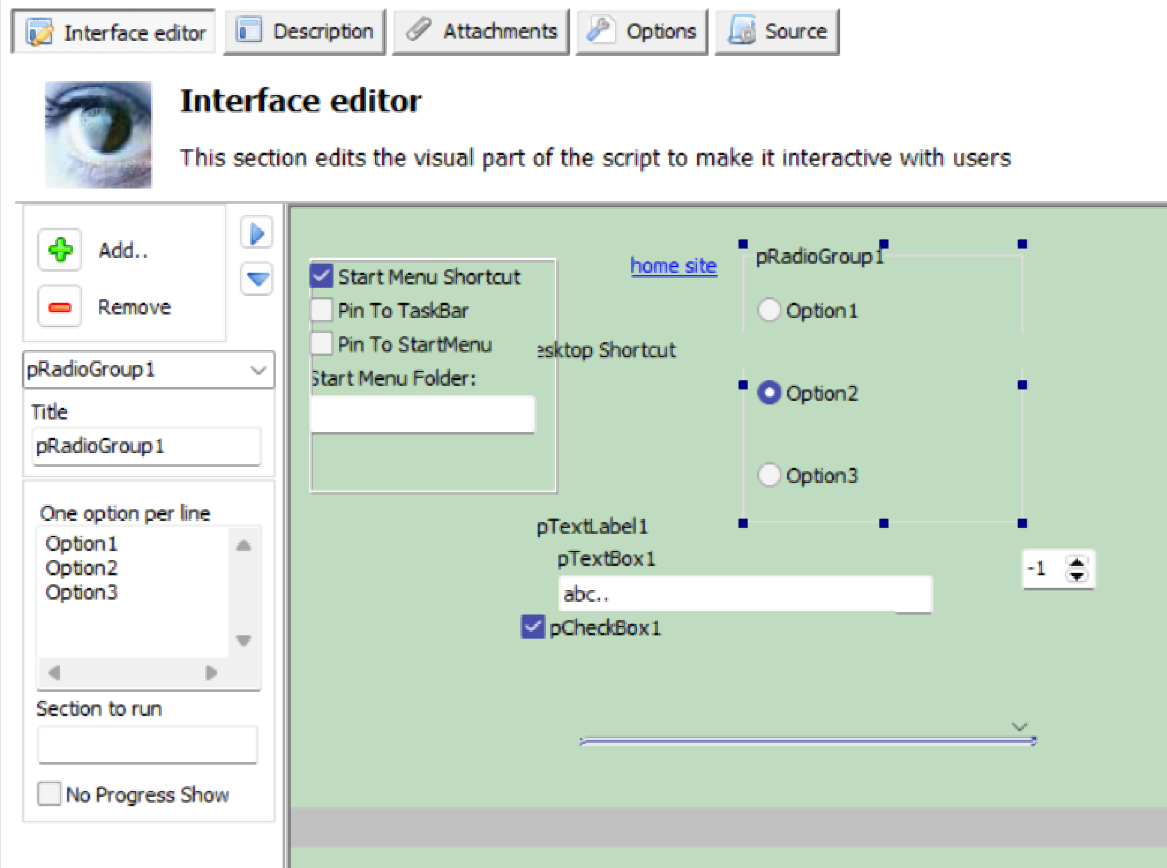 Interface editor
Description
Attachments
Options
Source
Interface editor
This section edits the visual part of the script to make it interactive with users
Add..
Remove
pRadioGroup1
Title
pRadioGroup1
One option per line
Option1
Option2
Option3
Section to run
No Progress Show
Start Menu Shortcut
Pin To TaskBar
Pin To StartMenu
Start Menu Folder:
home site
esktop Shortcut
pRadioGroup1
Option1
Option2
Option3
pTextLabel1
pTextBox1
abc..
-1
pCheckBox1